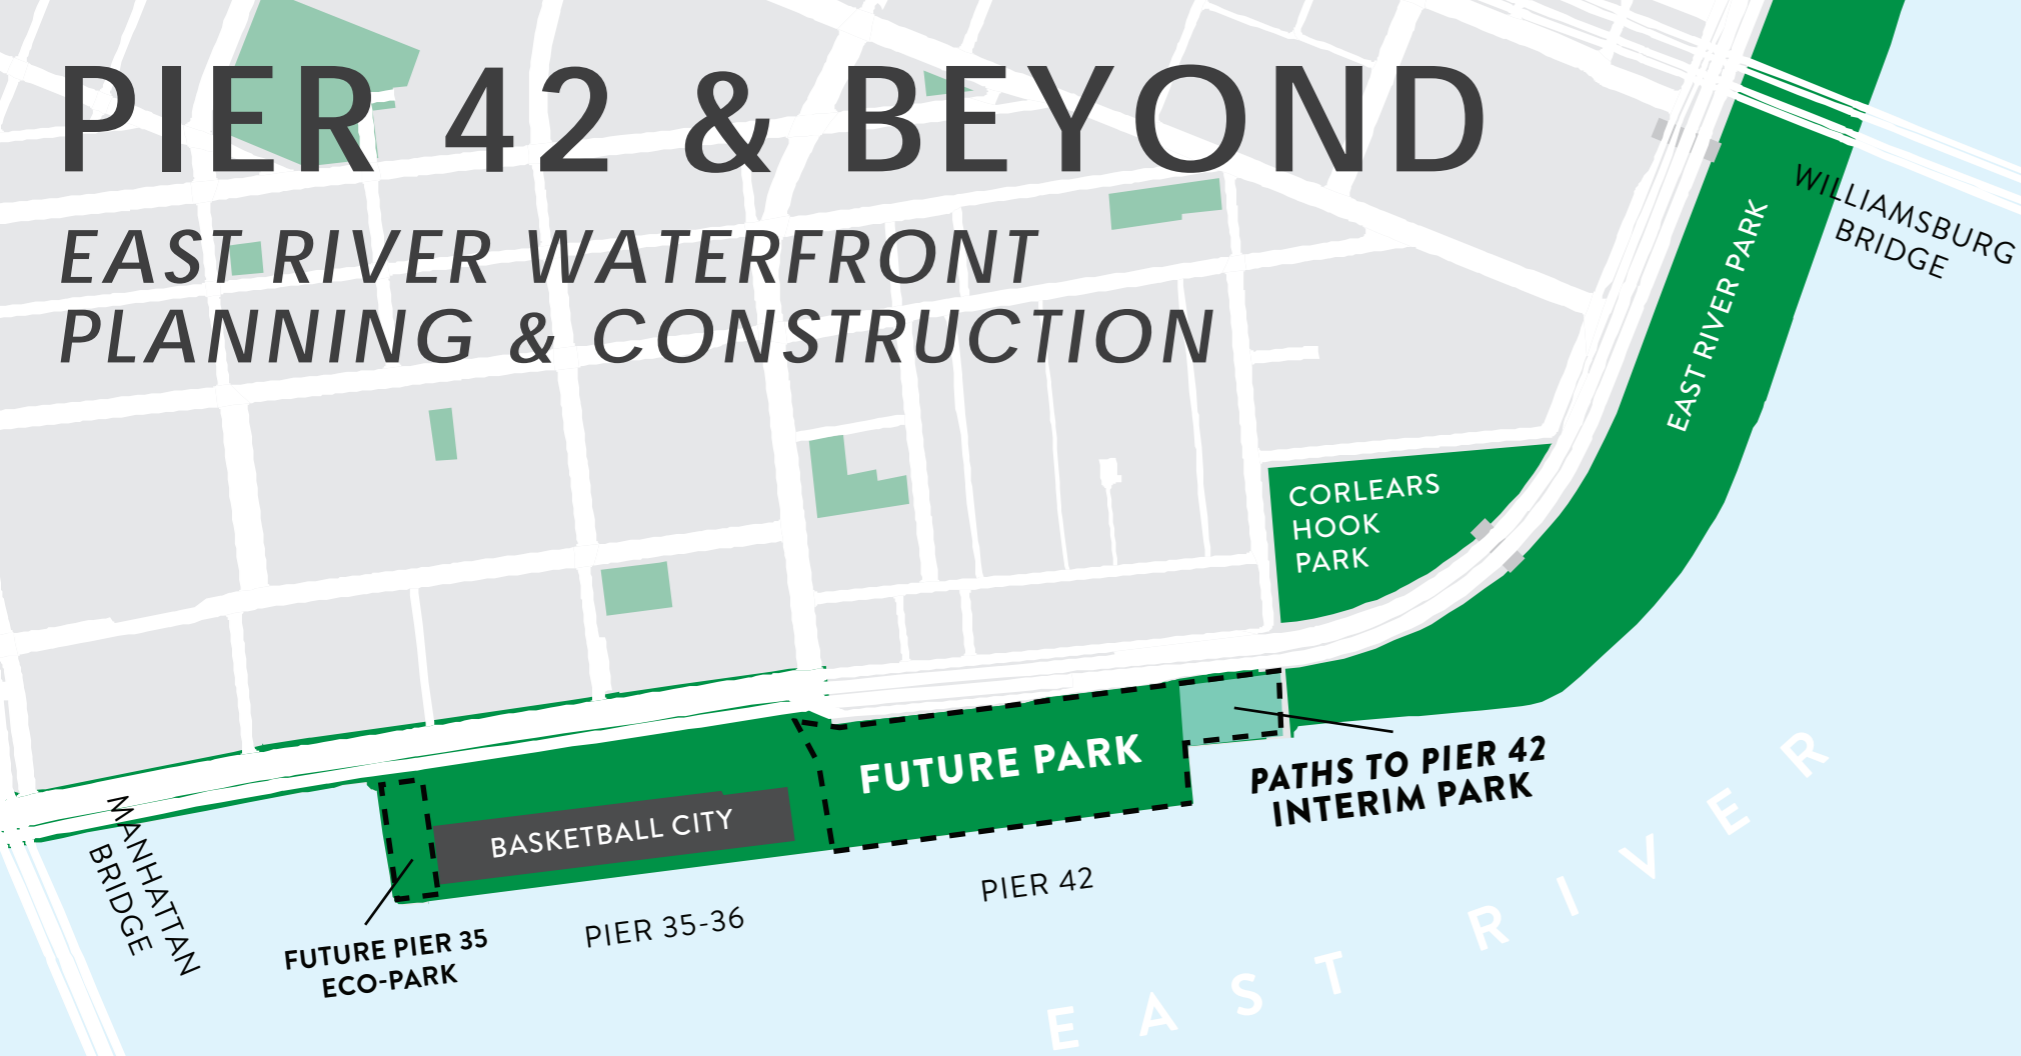 PIER 42 & BEYOND
EAST RIVER WATERFRONT
PLANNING & CONSTRUCTION
WILLIAMSBURG
BRIDGE
EAST RIVER PARK
CORLEARS
HOOK
PARK
FUTURE PARK
PATHS TO PIER 42
INTERIM PARK
BASKETBALL CITY
MANHATTAN
BRIDGE
FUTURE PIER 35
ECO-PARK
PIER 35-36
PIER 42
EAST RIVER